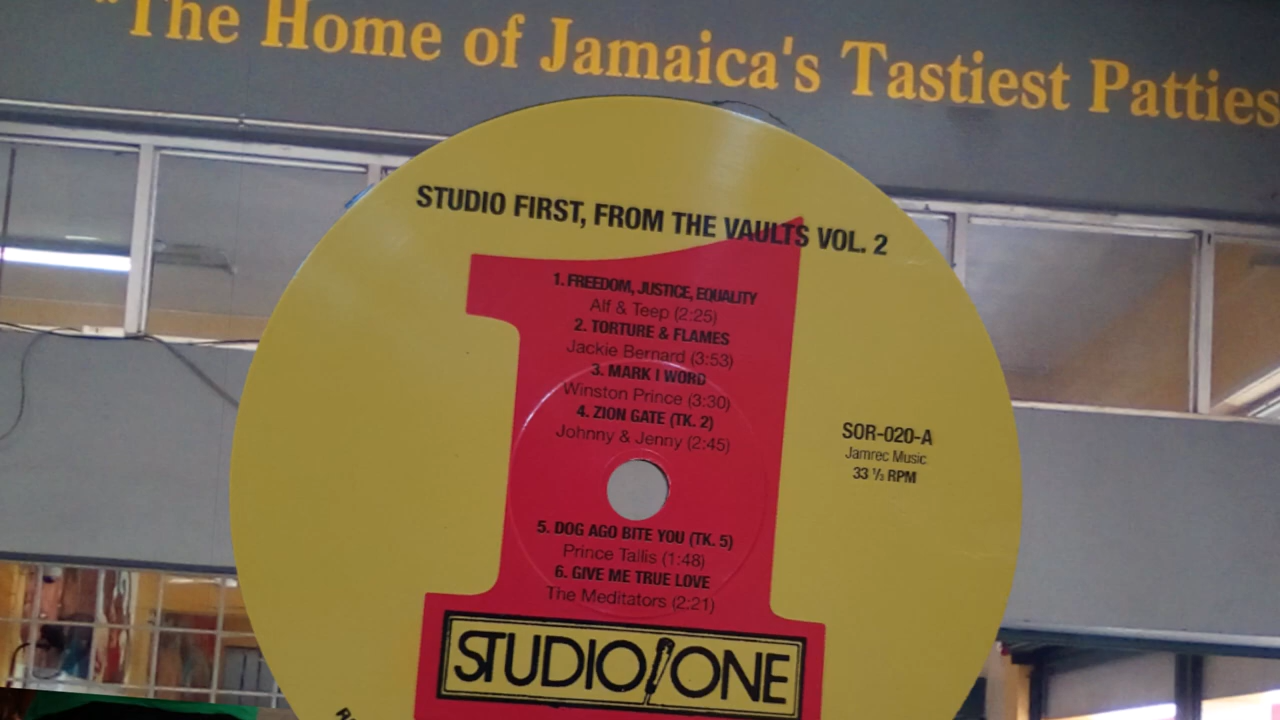 "The Home of Jamaica's Tastiest Patties
STUDIO FIRST, FROM THE VAULTS VOL. 2
1. FREEDOM, JUSTICE, EQUALITY
Alf & Teep (2:25)
2. TORTURE & FLAMES
Jackie Bernard (3:53)
3. MARK I WORD
Winston Prince (3:30)
4. ZION GATE (TK. 2)
Johnny & Jenny (2:45)
SOR-020-A
Jamrec Music
33 ⅓ RPM
5. DOG AGO BITE YOU (TK. 5)
Prince Tallis (1:48)
6. GIVE ME TRUE LOVE
The Meditators (2:21)
STUDIO ONE